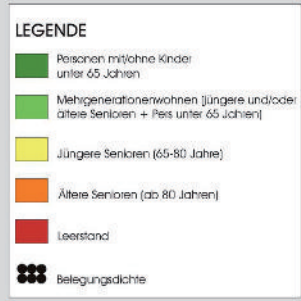 LEGENDE
Personen mit/ohne Kinder
unter 65 Jahren
Mehrgenerationenwohnen (jüngere und/oder
ältere Senioren + Pers unter 65 Jahren)
Jüngere Senioren (65-80 Jahre)
Ältere Senioren (ab 80 Jahren)
Leerstand
Belegungsdichte